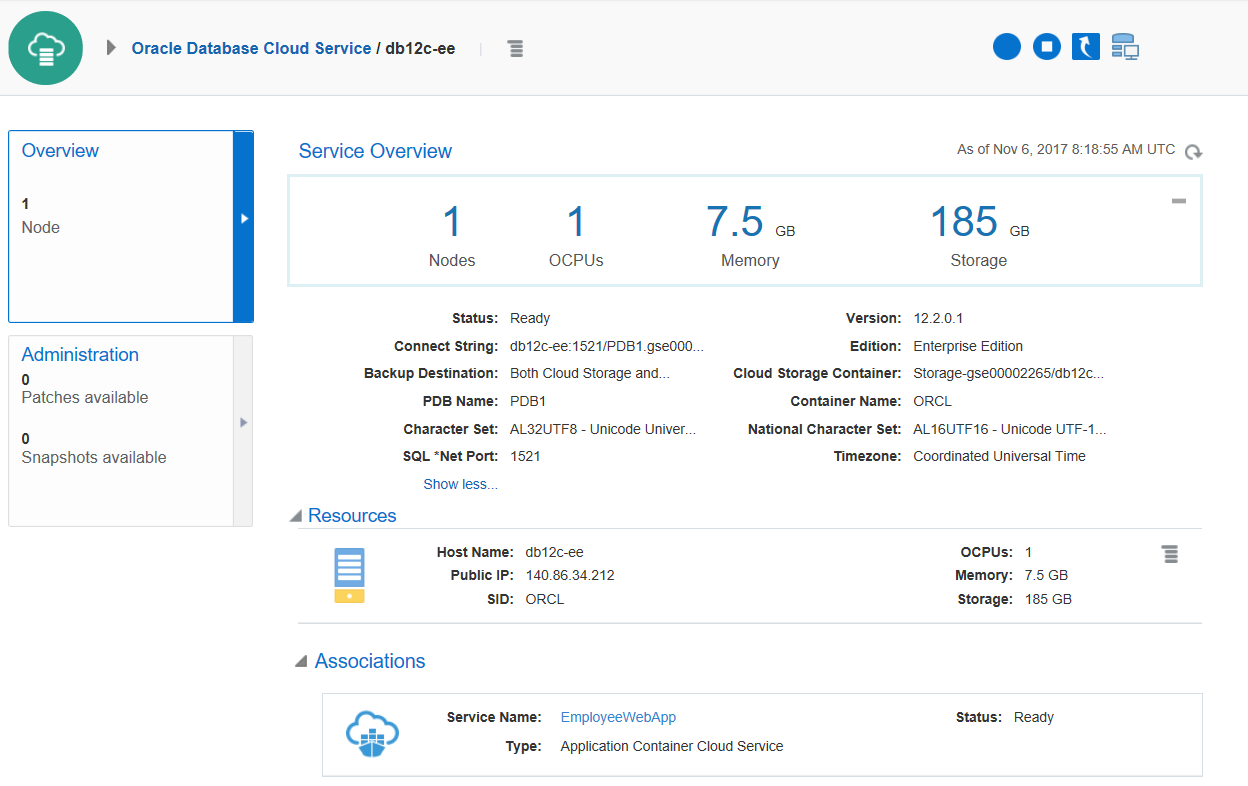 Oracle Database Cloud Service / db12c-ee
Overview
1
Node
Administration
0
Patches available
0
Snapshots available
Service Overview
As of Nov 6, 2017 8:18:55 AM UTC
1 Nodes
1 OCPUs
7.5 GB Memory
185 GB Storage
Status: Ready
Version: 12.2.0.1
Connect String: db12c-ee:1521/PDB1.gse000...
Edition: Enterprise Edition
Backup Destination: Both Cloud Storage and...
Cloud Storage Container: Storage-gse00002265/db12c...
PDB Name: PDB1
Container Name: ORCL
Character Set: AL32UTF8 - Unicode Univer...
National Character Set: AL16UTF16 - Unicode UTF-1...
SQL *Net Port: 1521
Timezone: Coordinated Universal Time
Show less...
Resources
Host Name: db12c-ee
OCPUs: 1
Public IP: 140.86.34.212
Memory: 7.5 GB
SID: ORCL
Storage: 185 GB
Associations
Service Name: EmployeeWebApp
Status: Ready
Type: Application Container Cloud Service